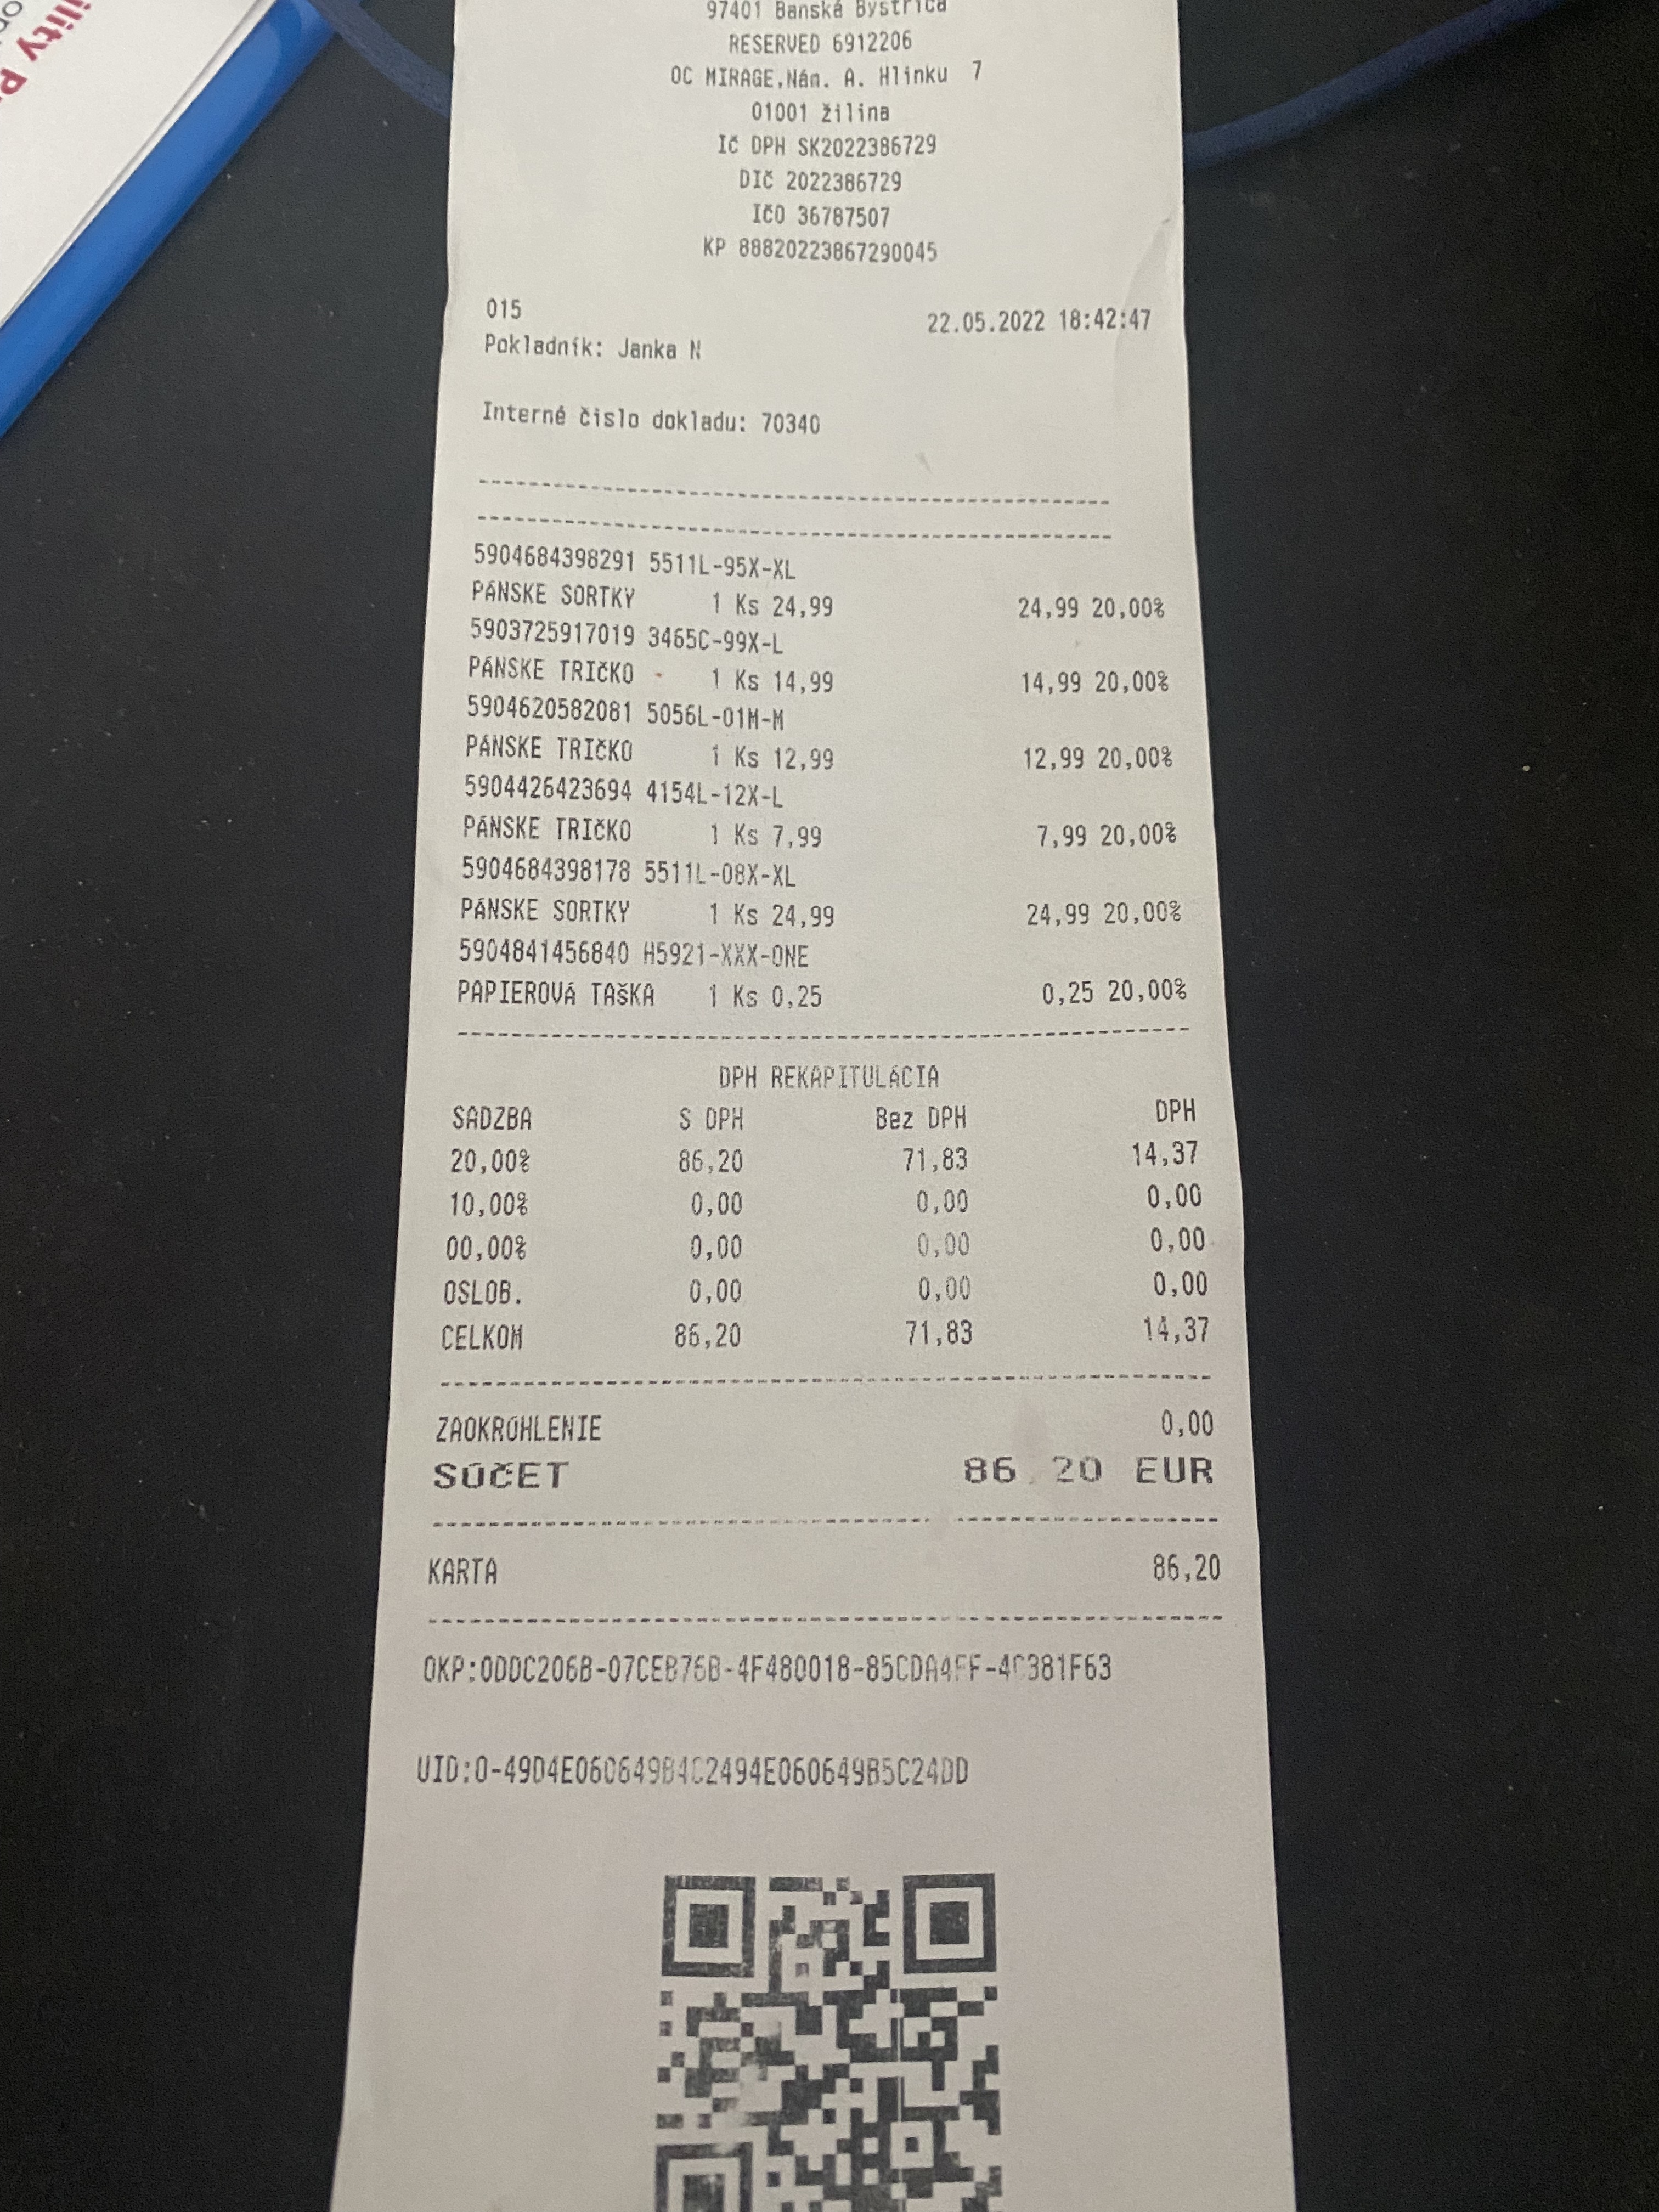 ility P
97401 Banská Bystrica
RESERVED 6912206
OC MIRAGE,Nám. A. Hlinku 7
01001 Žilina
IČ DPH SK2022386729
DIČ 2022386729
IČO 36787507
KP 88820223867290045
015
22.05.2022 18:42:47
Pokladník: Janka N
Interné číslo dokladu: 70340
5904684398291 5511L-95X-XL
PÁNSKE SORTKY 1 Ks 24,99 24,99 20,00%
5903725917019 3465C-99X-L
PÁNSKE TRIČKO 1 Ks 14,99 14,99 20,00%
5904620582081 5056L-01M-M
PÁNSKE TRIČKO 1 Ks 12,99 12,99 20,00%
5904426423694 4154L-12X-L
PÁNSKE TRIČKO 1 Ks 7,99 7,99 20,00%
5904684398178 5511L-08X-XL
PÁNSKE SORTKY 1 Ks 24,99 24,99 20,00%
5904841456840 H5921-XXX-ONE
PAPIEROVÁ TAŠKA 1 Ks 0,25 0,25 20,00%
DPH REKAPITULÁCIA
SADZBA S DPH Bez DPH DPH
20,00% 86,20 71,83 14,37
10,00% 0,00 0,00 0,00
00,00% 0,00 0,00 0,00
OSLOB. 0,00 0,00 0,00
CELKOM 86,20 71,83 14,37
ZAOKRÚHLENIE 0,00
SÚČET 86,20 EUR
KARTA 86,20
OKP:0DDC206B-07CEB76B-4F480018-85CDA4FF-4C381F63
UID:O-49D4E060649B4C2494E060649B5C24DD